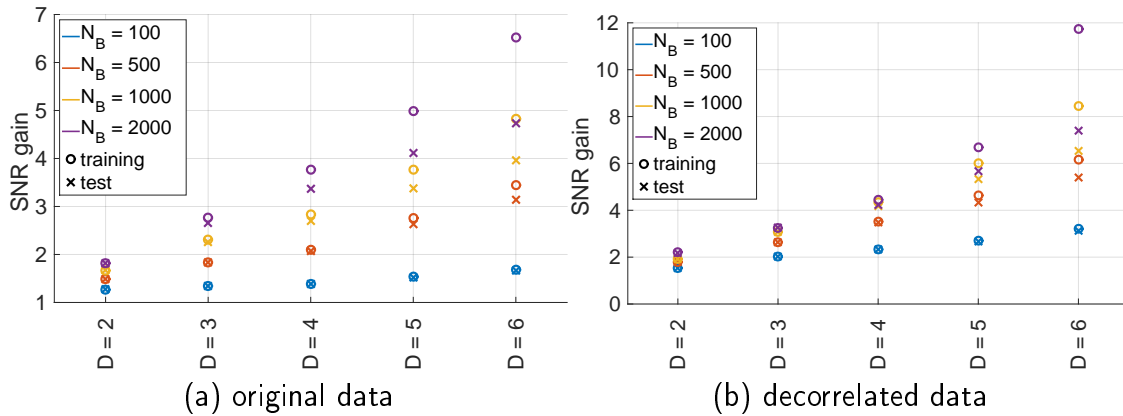 7
6
5
4
3
2
1
SNR gain
N_B = 100
N_B = 500
N_B = 1000
N_B = 2000
training
test
D = 2
D = 3
D = 4
D = 5
D = 6
(a) original data
12
10
8
6
4
2
0
SNR gain
N_B = 100
N_B = 500
N_B = 1000
N_B = 2000
training
test
D = 2
D = 3
D = 4
D = 5
D = 6
(b) decorrelated data